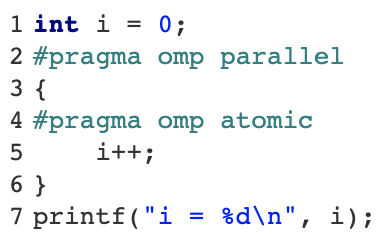 1 int i = 0;
2 #pragma omp parallel
3 {
4 #pragma omp atomic
5     i++;
6 }
7 printf("i = %d\n", i);